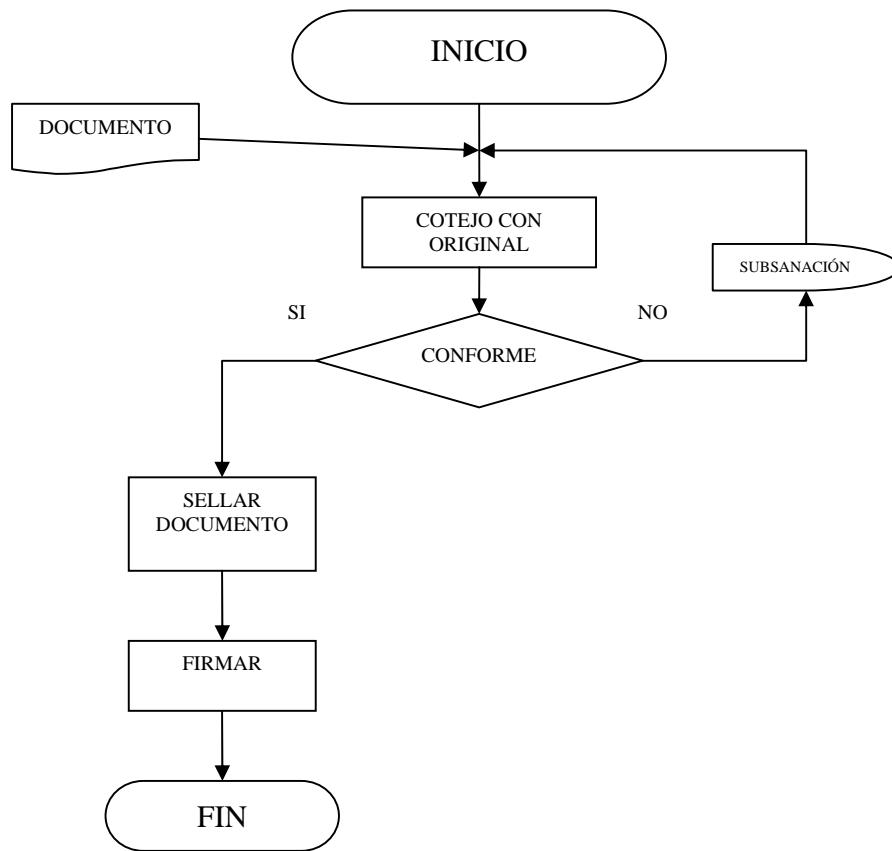 INICIO
DOCUMENTO
COTEJO CON
ORIGINAL
SUBSANACIÓN
SI
NO
CONFORME
SELLAR
DOCUMENTO
FIRMAR
FIN